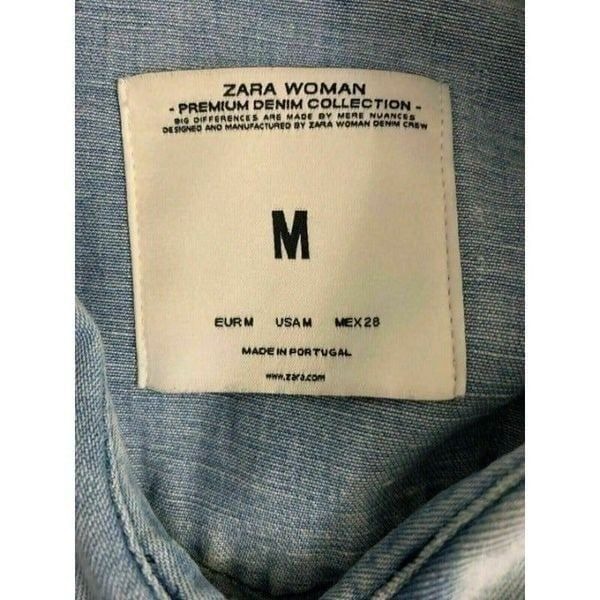 ZARA WOMAN
- PREMIUM DENIM COLLECTION -
BIG DIFFERENCES ARE MADE BY MERE NUANCES
DESIGNED AND MANUFACTURED BY ZARA WOMAN DENIM CREW
M
EUR M USA M MEX 28
MADE IN PORTUGAL
www.zara.com